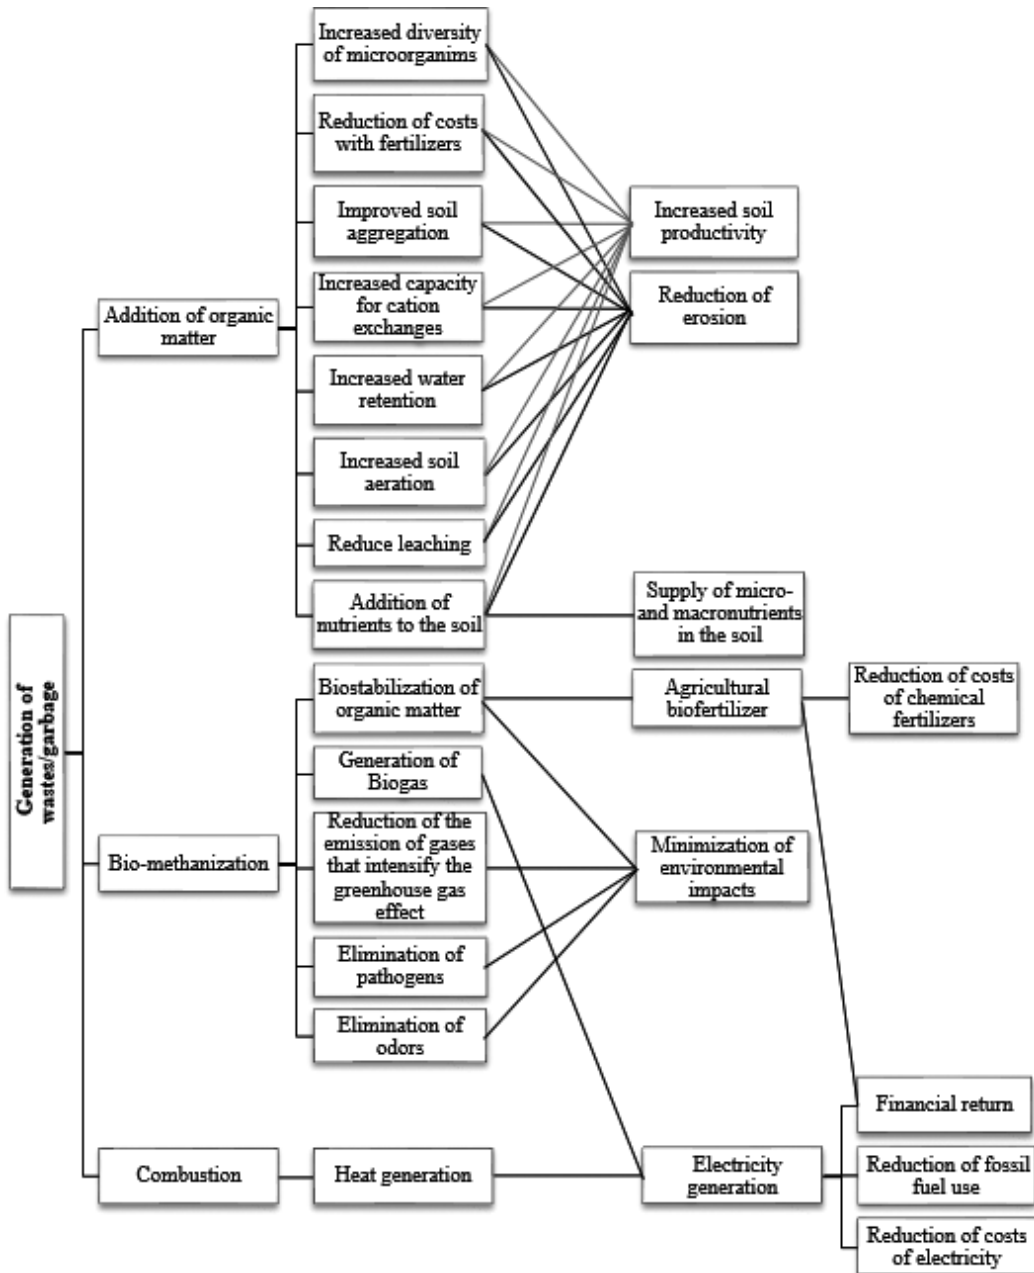 Generation of
wastes/garbage
Addition of organic
matter
Bio-methanization
Combustion
Increased diversity
of microorganims
Reduction of costs
with fertilizers
Improved soil
aggregation
Increased capacity
for cation
exchanges
Increased water
retention
Increased soil
aeration
Reduce leaching
Addition of
nutrients to the soil
Biostabilization of
organic matter
Generation of
Biogas
Reduction of the
emission of gases
that intensify the
greenhouse gas
effect
Elimination of
pathogens
Elimination of
odors
Heat generation
Increased soil
productivity
Reduction of
erosion
Supply of micro-
and macronutrients
in the soil
Agricultural
biofertilizer
Minimization of
environmental
impacts
Electricity
generation
Reduction of costs
of chemical
fertilizers
Financial return
Reduction of fossil
fuel use
Reduction of costs
of electricity